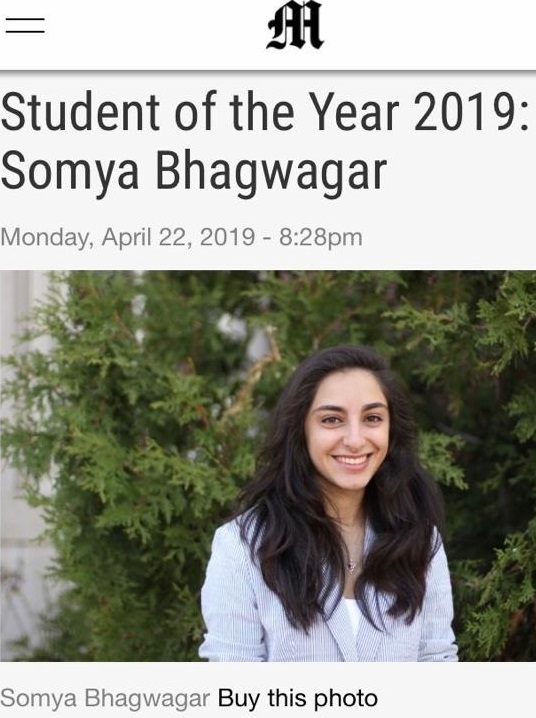 M
Student of the Year 2019:
Somya Bhagwagar
Monday, April 22, 2019 - 8:28pm
Somya Bhagwagar Buy this photo